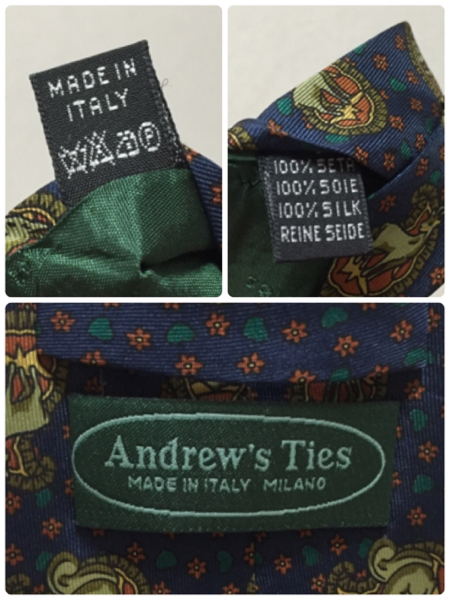 MADE IN
ITALY
P
100% SETA
100% SOIE
100% SILK
REINE SEIDE
Andrew's Ties
MADE IN ITALY MILANO